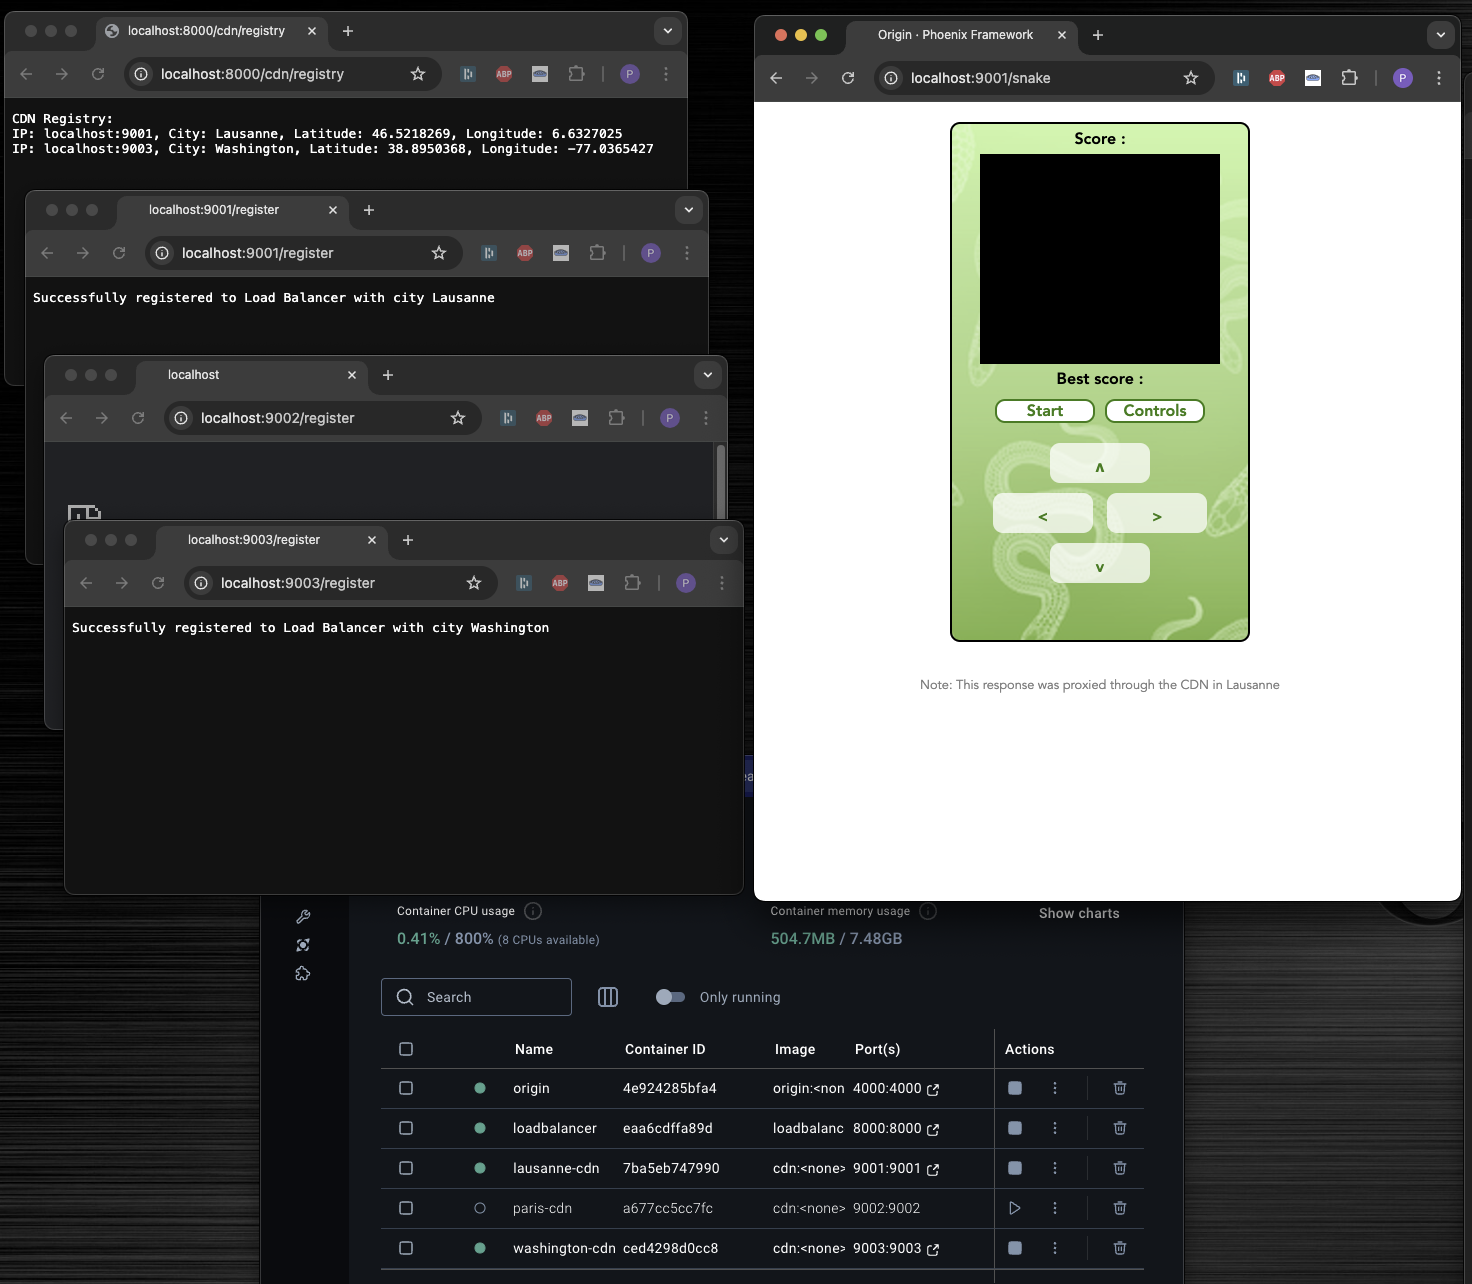 localhost:8000/cdn/registry
localhost:8000/cdn/registry
ABP
P
CDN Registry:
IP: localhost:9001, City: Lausanne, Latitude: 46.5218269, Longitude: 6.6327025
IP: localhost:9003, City: Washington, Latitude: 38.8950368, Longitude: -77.0365427
localhost:9001/register
localhost:9001/register
ABP
P
Successfully registered to Load Balancer with city Lausanne
localhost
localhost:9002/register
ABP
P
localhost:9003/register
localhost:9003/register
ABP
P
Successfully registered to Load Balancer with city Washington
Origin · Phoenix Framework
localhost:9001/snake
ABP
P
Score :
Best score :
Start Controls
ʌ
< >
v
Note: This response was proxied through the CDN in Lausanne
Container CPU usage
0.41% / 800% (8 CPUs available)
Container memory usage
504.7MB / 7.48GB
Show charts
Search
Only running
Name Container ID Image Port(s) Actions
origin 4e924285bfa4 origin:<non 4000:4000
loadbalancer eaa6cdffa89d loadbalanc 8000:8000
lausanne-cdn 7ba5eb747990 cdn:<none> 9001:9001
paris-cdn a677cc5cc7fc cdn:<none> 9002:9002
washington-cdn ced4298d0cc8 cdn:<none> 9003:9003